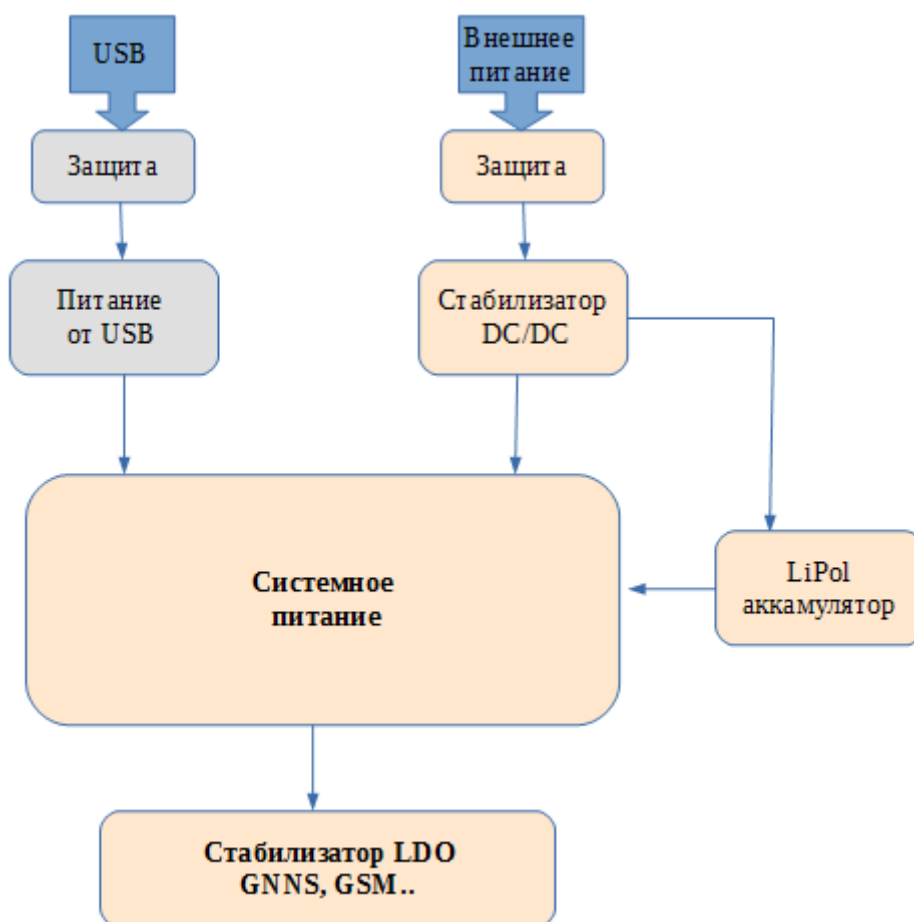 USB
Внешнее
питание
Защита
Защита
Питание
от USB
Стабилизатор
DC/DC
Системное
питание
LiPol
аккамулятор
Стабилизатор LDO
GNNS, GSM..